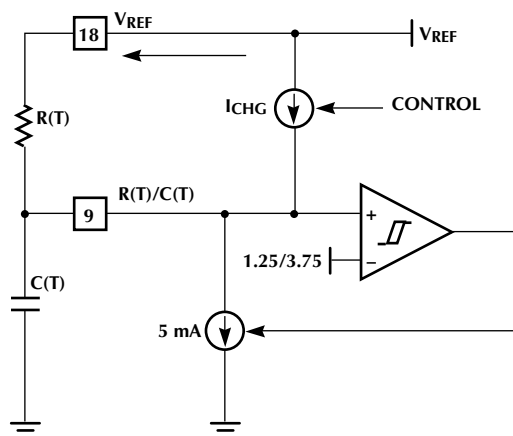 VREF
18
VREF
R(T)
ICHG
CONTROL
R(T)/C(T)
9
+
1.25/3.75
−
C(T)
5 mA